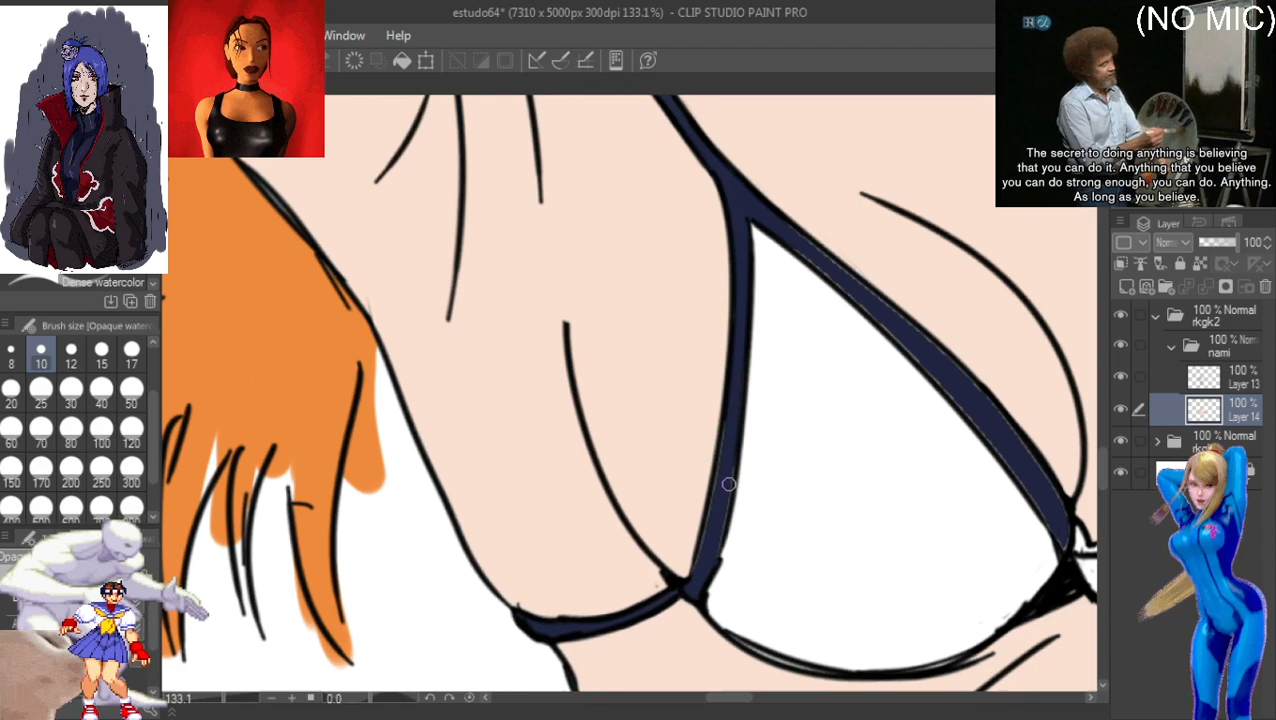 estudo64* (7310 x 5000px 300dpi 133.1%) - CLIP STUDIO PAINT PRO
Window Help
(NO MIC)
The secret to doing anything is believing
that you can do it. Anything that you believe
you can do strong enough, you can do. Anything.
As long as you believe.
Dense watercolor
Brush size [Opaque waterc
8 10 12 15 17
20 25 30 40 50
60 70 80 100 120
150 170 200 250 300
Layer
Norm 100
100 % Normal
rkgk2
100 % Norm
nami
100 %
Layer 13
100 %
Layer 14
100 % Normal
133.1 0.0